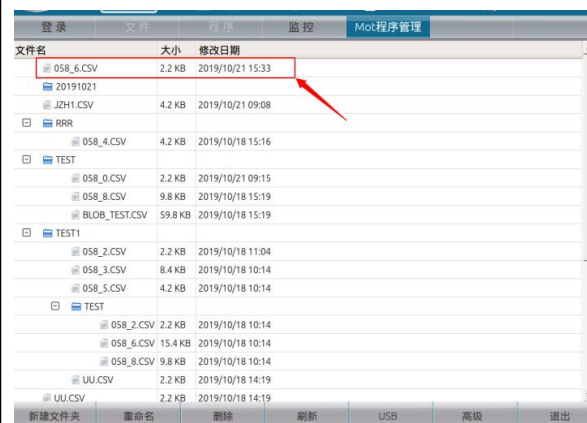 登录 文件 程序 监控 Mot程序管理
文件名 大小 修改日期
058_6.CSV 2.2 KB 2019/10/21 15:33
20191021
JZH1.CSV 4.2 KB 2019/10/21 09:08
RRR
058_4.CSV 4.2 KB 2019/10/18 15:16
TEST
058_0.CSV 2.2 KB 2019/10/21 09:15
058_8.CSV 9.8 KB 2019/10/18 15:19
BLOB_TEST.CSV 59.8 KB 2019/10/18 15:19
TEST1
058_2.CSV 2.2 KB 2019/10/18 11:04
058_3.CSV 8.4 KB 2019/10/18 10:14
058_5.CSV 4.2 KB 2019/10/18 10:14
TEST
058_2.CSV 2.2 KB 2019/10/18 10:14
058_6.CSV 15.4 KB 2019/10/18 10:14
058_8.CSV 9.8 KB 2019/10/18 10:14
UU.CSV 2.2 KB 2019/10/18 14:19
UU.CSV 2.2 KB 2019/10/18 14:19
新建文件夹 重命名 删除 刷新 USB 高级 退出